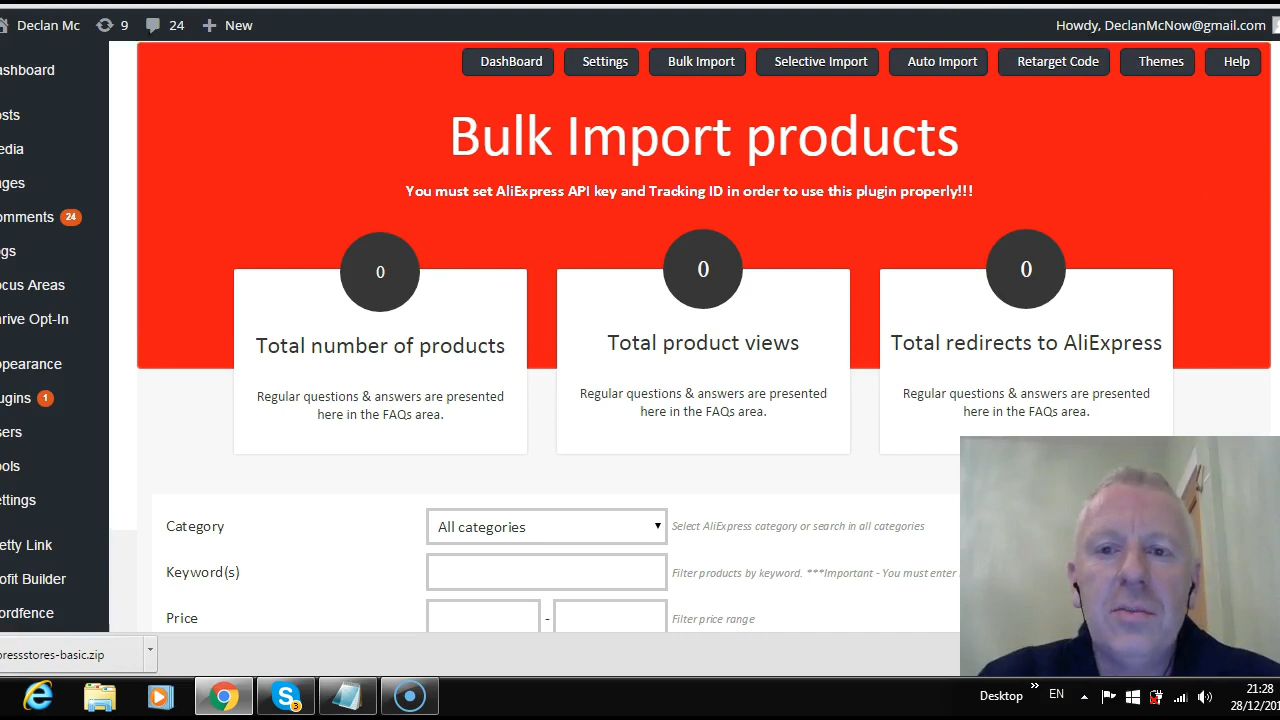 Declan Mc 9 24 New Howdy, DeclanMcNow@gmail.com
DashBoard Settings Bulk Import Selective Import Auto Import Retarget Code Themes Help
Bulk Import products
You must set AliExpress API key and Tracking ID in order to use this plugin properly!!!
ashboard
osts
edia
ages
omments 24
gs
ocus Areas
hrive Opt-In
ppearance
ugins 1
sers
ools
ettings
etty Link
ofit Builder
ordfence
0
Total number of products
Regular questions & answers are presented
here in the FAQs area.
0
Total product views
Regular questions & answers are presented
here in the FAQs area.
0
Total redirects to AliExpress
Regular questions & answers are presented
here in the FAQs area.
Category All categories Select AliExpress category or search in all categories
Keyword(s) Filter products by keyword. ***Important - You must enter
Price - Filter price range
pressstores-basic.zip
3
Desktop » EN 21:28
28/12/201